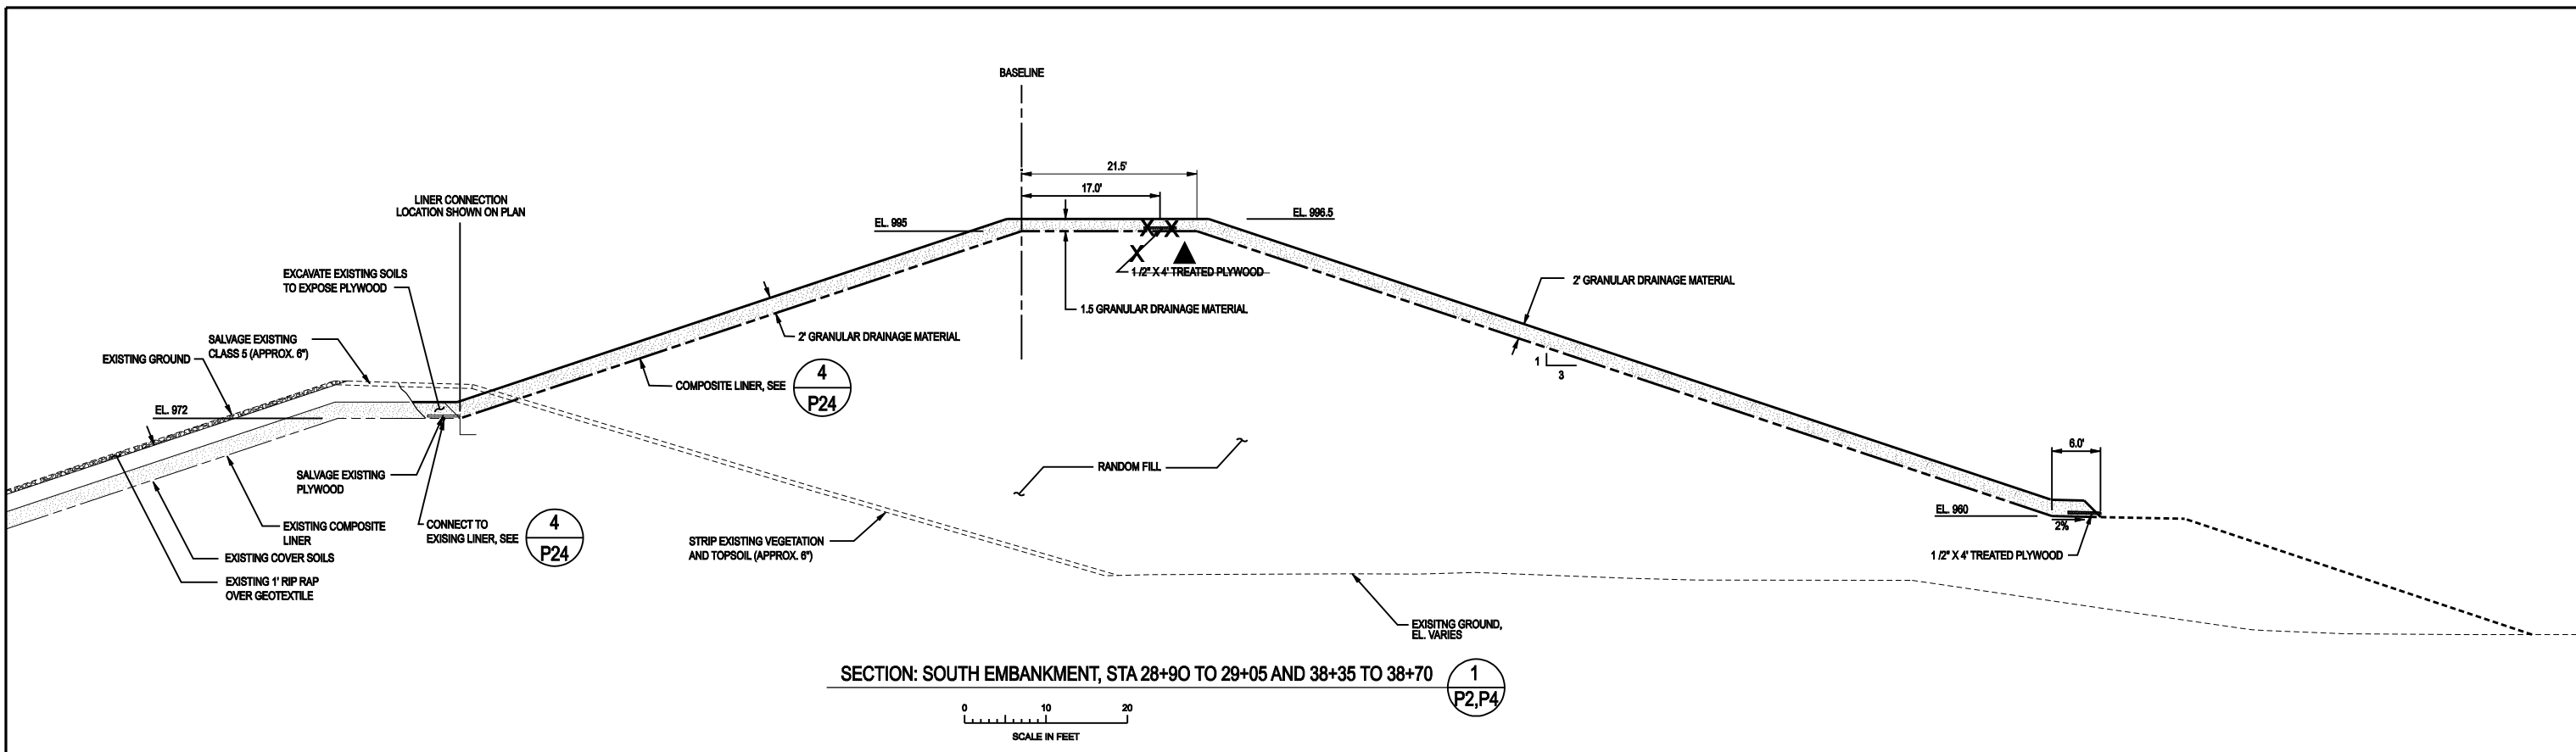 BASELINE
21.5'
17.0'
LINER CONNECTION
LOCATION SHOWN ON PLAN
EL. 995
EL. 996.5
EXCAVATE EXISTING SOILS
TO EXPOSE PLYWOOD
X X
X
1 /2" X 4' TREATED PLYWOOD
2' GRANULAR DRAINAGE MATERIAL
1.5 GRANULAR DRAINAGE MATERIAL
SALVAGE EXISTING
CLASS 5 (APPROX. 6")
2' GRANULAR DRAINAGE MATERIAL
EXISTING GROUND
1
3
COMPOSITE LINER, SEE
4
P24
EL. 972
6.0'
RANDOM FILL
SALVAGE EXISTING
PLYWOOD
EL. 960
2%
EXISTING COMPOSITE
LINER
CONNECT TO
EXISING LINER, SEE
4
P24
STRIP EXISTING VEGETATION
AND TOPSOIL (APPROX. 6")
1 /2" X 4' TREATED PLYWOOD
EXISTING COVER SOILS
EXISTING 1' RIP RAP
OVER GEOTEXTILE
EXISITNG GROUND,
EL. VARIES
SECTION: SOUTH EMBANKMENT, STA 28+9O TO 29+05 AND 38+35 TO 38+70
1
P2,P4
0 10 20
SCALE IN FEET